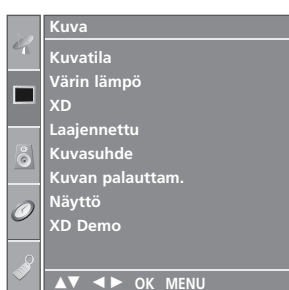 Kuva
Kuvatila
Värin lämpö
XD
Laajennettu
Kuvasuhde
Kuvan palauttam.
Näyttö
XD Demo
▲▼ ◄► OK MENU